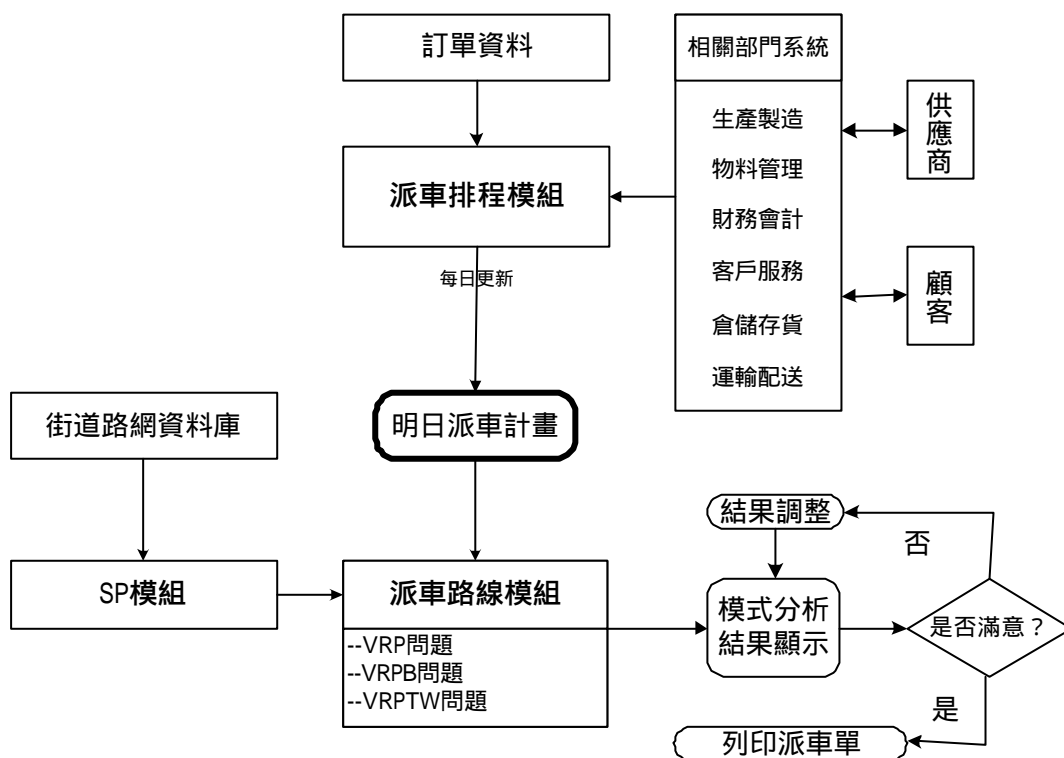 訂單資料
相關部門系統
生產製造
物料管理
財務會計
客戶服務
倉儲存貨
運輸配送
供應商
顧客
派車排程模組
每日更新
明日派車計畫
街道路網資料庫
SP模組
派車路線模組
--VRP問題
--VRPB問題
--VRPTW問題
結果調整
否
模式分析
結果顯示
是否滿意？
是
列印派車單